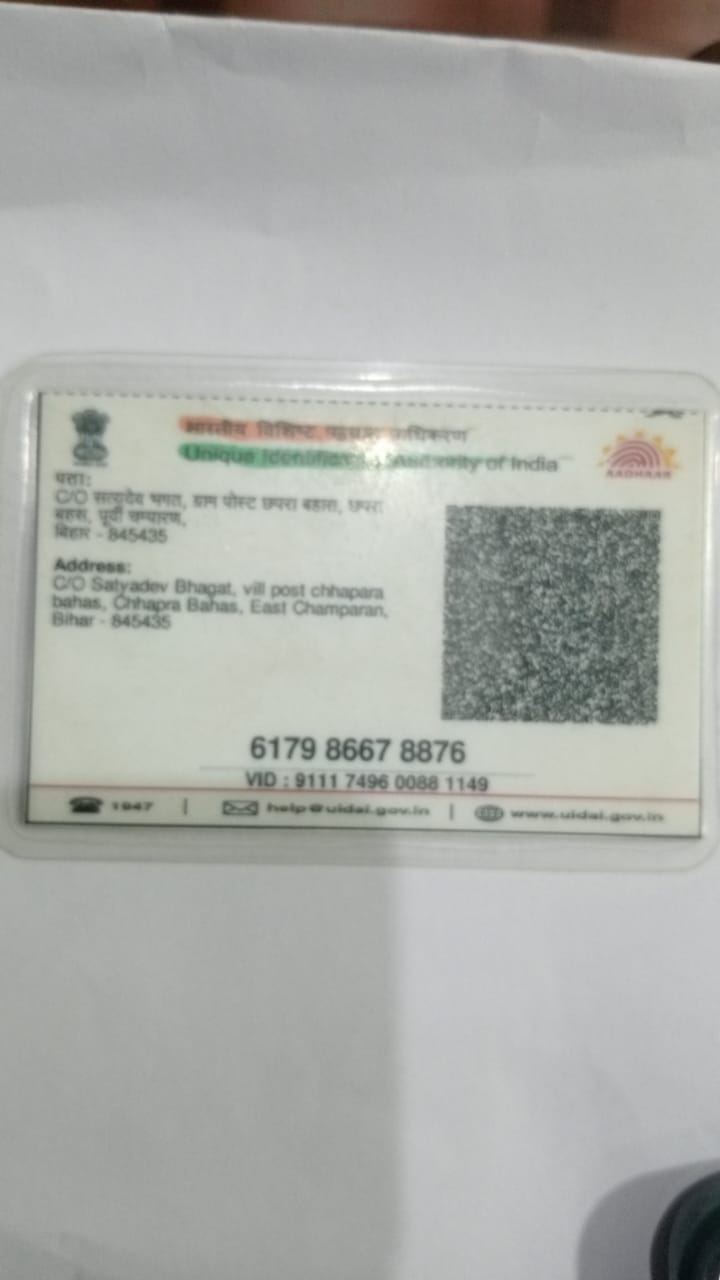 भारतीय विशिष्ट पहचान प्राधिकरण
Unique Identification Authority of India
AADHAAR
पता:
C/O सत्यदेव भगत, ग्राम पोस्ट छपरा बहास, छपरा
बहास, पूर्वी चम्पारण,
बिहार - 845435
Address:
C/O Satyadev Bhagat, vill post chhapara
bahas, Chhapra Bahas, East Champaran,
Bihar - 845435
6179 8667 8876
VID : 9111 7496 0088 1149
1947 | help@uidai.gov.in | www.uidai.gov.in